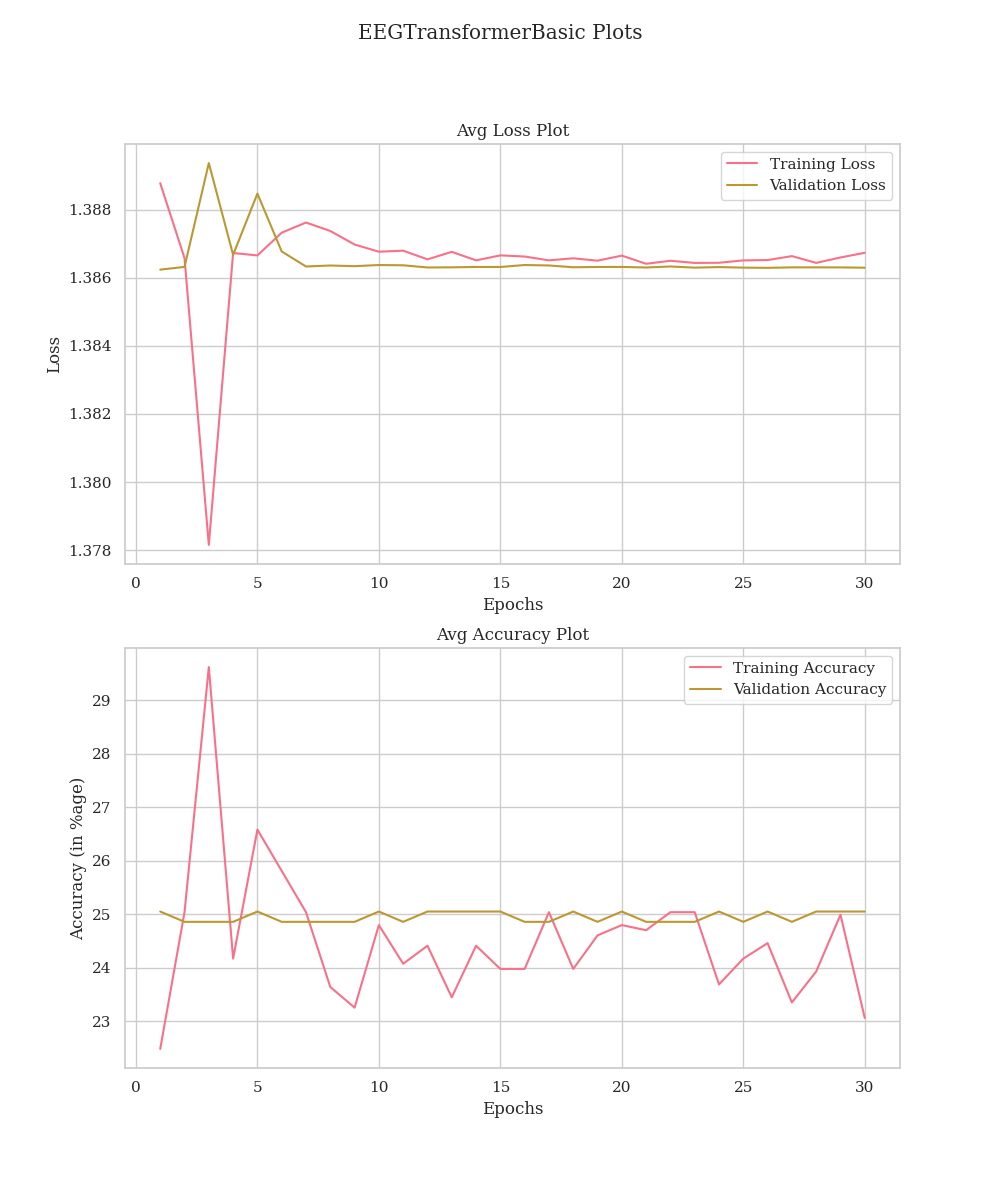 EEGTransformerBasic Plots
Avg Loss Plot
Training Loss
Validation Loss
1.388
1.386
1.384
1.382
1.380
1.378
Loss
0 5 10 15 20 25 30
Epochs
Avg Accuracy Plot
Training Accuracy
Validation Accuracy
29
28
27
26
25
24
23
Accuracy (in %age)
0 5 10 15 20 25 30
Epochs